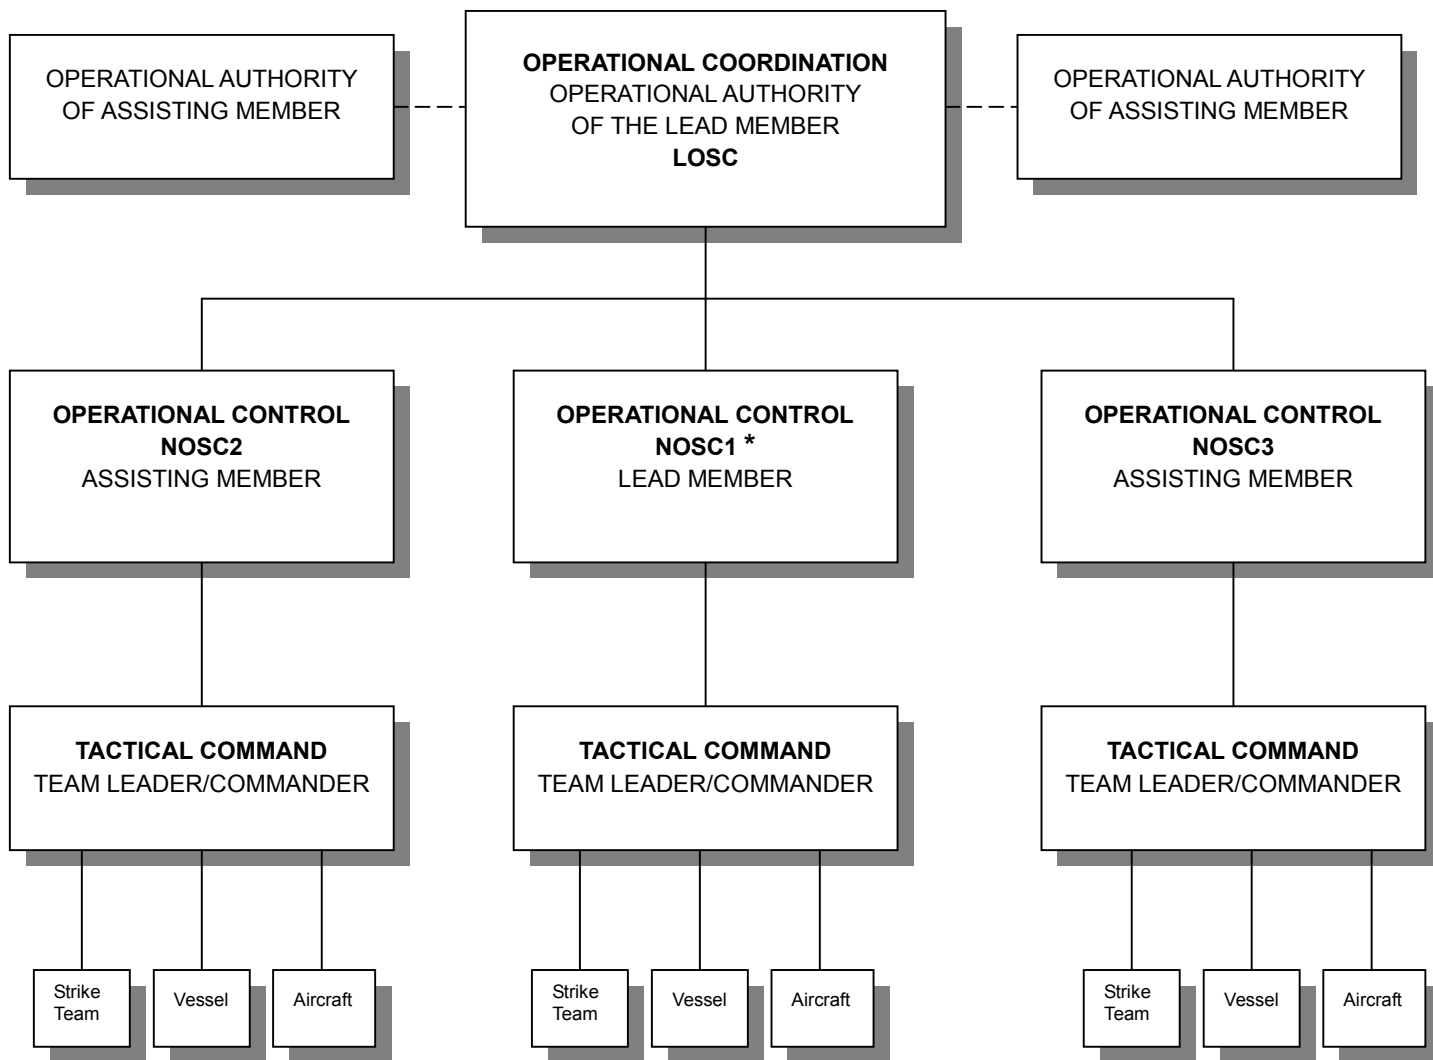 OPERATIONAL AUTHORITY
OF ASSISTING MEMBER
OPERATIONAL COORDINATION
OPERATIONAL AUTHORITY
OF THE LEAD MEMBER
LOSC
OPERATIONAL AUTHORITY
OF ASSISTING MEMBER
OPERATIONAL CONTROL
NOSC2
ASSISTING MEMBER
OPERATIONAL CONTROL
NOSC1 *
LEAD MEMBER
OPERATIONAL CONTROL
NOSC3
ASSISTING MEMBER
TACTICAL COMMAND
TEAM LEADER/COMMANDER
TACTICAL COMMAND
TEAM LEADER/COMMANDER
TACTICAL COMMAND
TEAM LEADER/COMMANDER
Strike
Team
Vessel
Aircraft
Strike
Team
Vessel
Aircraft
Strike
Team
Vessel
Aircraft